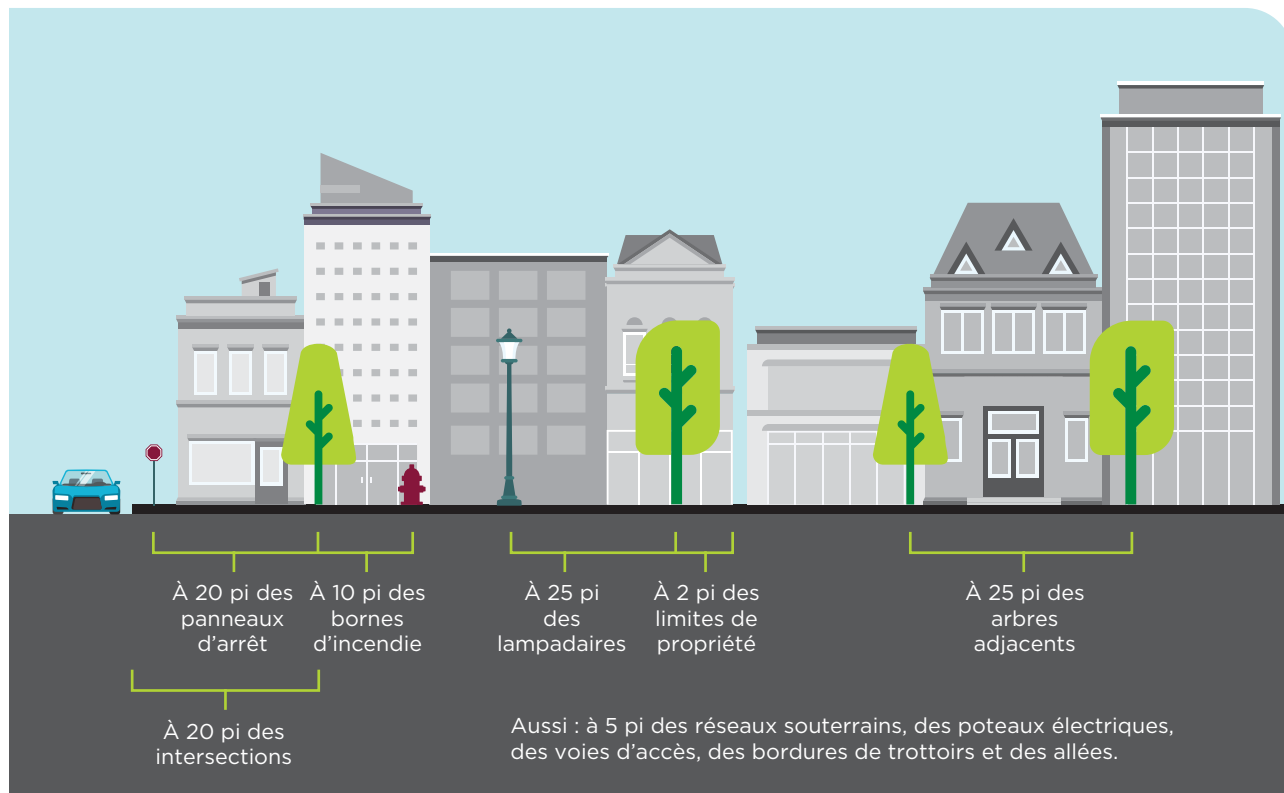 À 20 pi des
panneaux
d'arrêt
À 10 pi des
bornes
d'incendie
À 25 pi
des
lampadaires
À 2 pi des
limites de
propriété
À 25 pi des
arbres
adjacents
À 20 pi des
intersections
Aussi : à 5 pi des réseaux souterrains, des poteaux électriques,
des voies d'accès, des bordures de trottoirs et des allées.